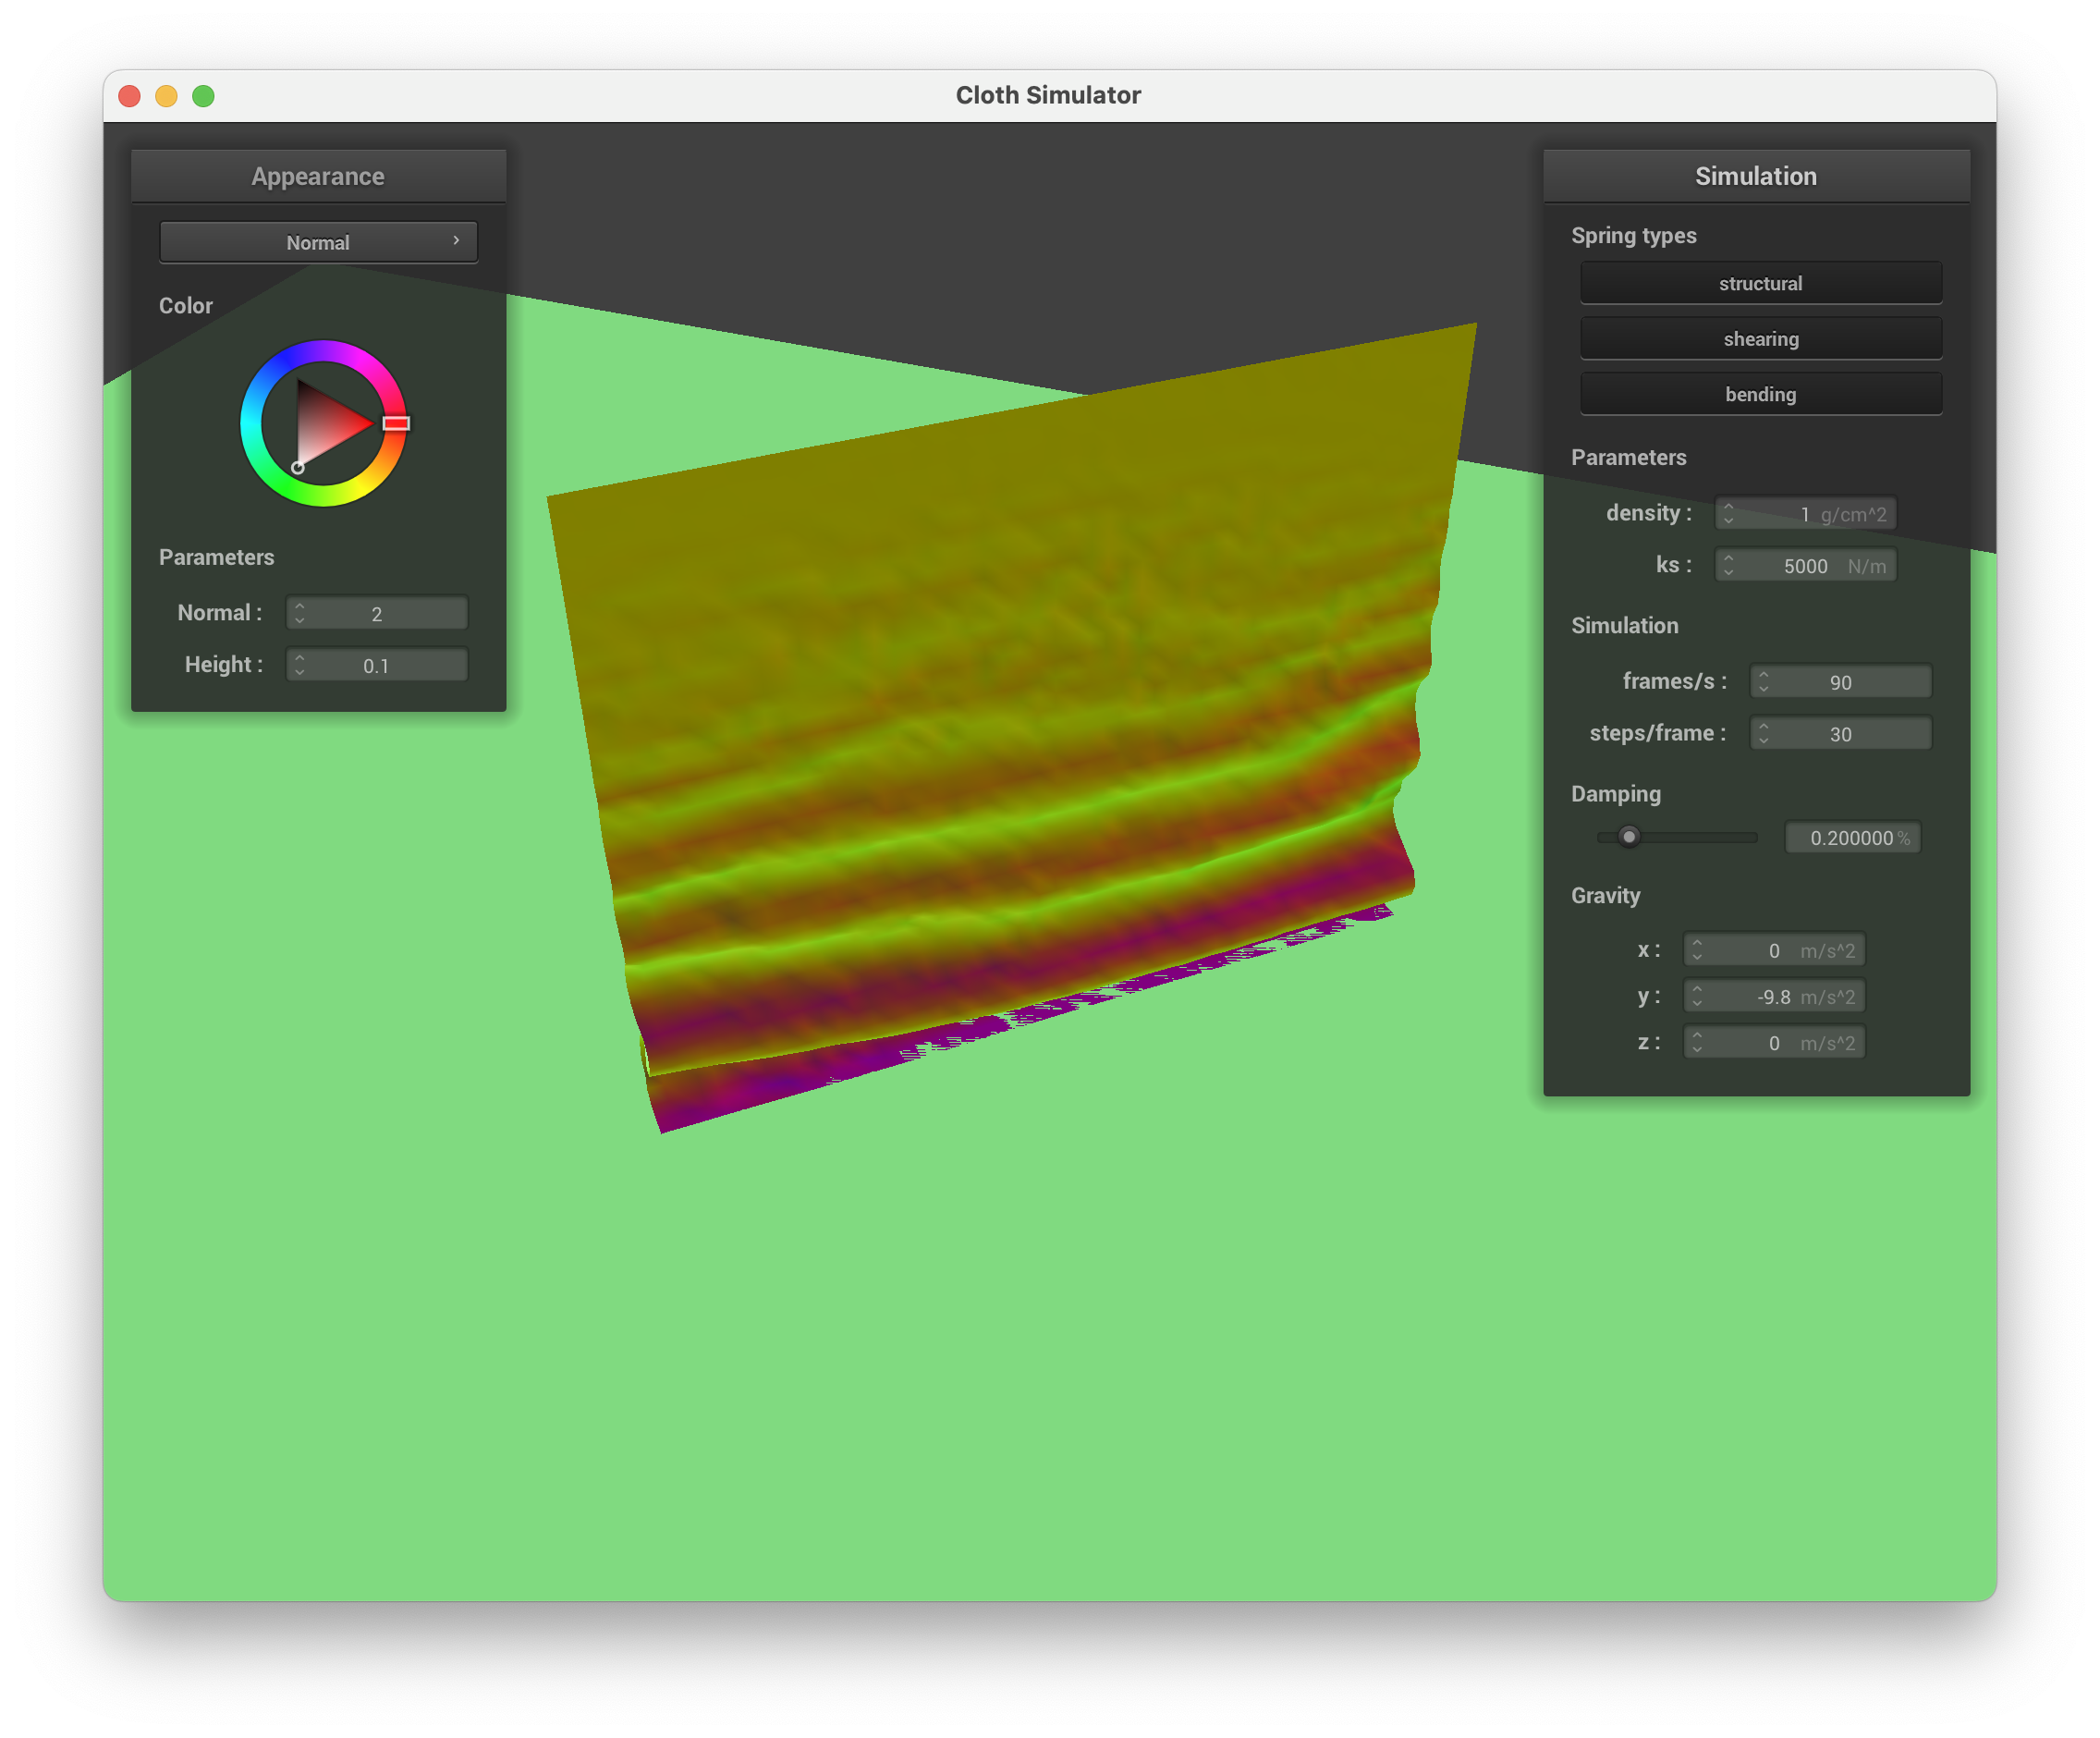 Cloth Simulator
Appearance
Normal
Color
Parameters
Normal : 2
Height : 0.1
Simulation
Spring types
structural
shearing
bending
Parameters
density : 1 g/cm^2
ks : 5000 N/m
Simulation
frames/s : 90
steps/frame : 30
Damping
0.200000 %
Gravity
x : 0 m/s^2
y : -9.8 m/s^2
z : 0 m/s^2